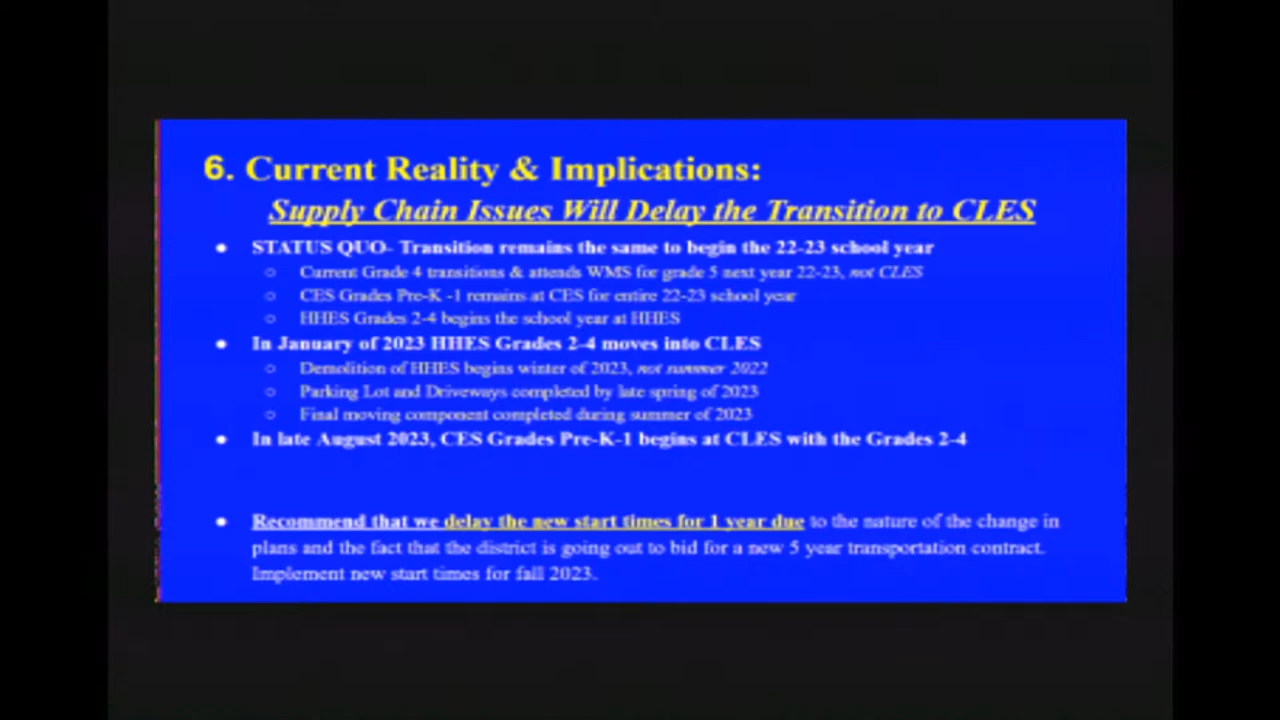 6. Current Reality & Implications:
Supply Chain Issues Will Delay the Transition to CLES
● STATUS QUO- Transition remains the same to begin the 22-23 school year
○ Current Grade 4 transitions & attends WMS for grade 5 next year 22-23, not CLES
○ CES Grades Pre-K -1 remains at CES for entire 22-23 school year
○ HHES Grades 2-4 begins the school year at HHES
● In January of 2023 HHES Grades 2-4 moves into CLES
○ Demolition of HHES begins winter of 2023, not summer 2022
○ Parking Lot and Driveways completed by late spring of 2023
○ Final moving component completed during summer of 2023
● In late August 2023, CES Grades Pre-K-1 begins at CLES with the Grades 2-4
● Recommend that we delay the new start times for 1 year due to the nature of the change in
plans and the fact that the district is going out to bid for a new 5 year transportation contract.
Implement new start times for fall 2023.